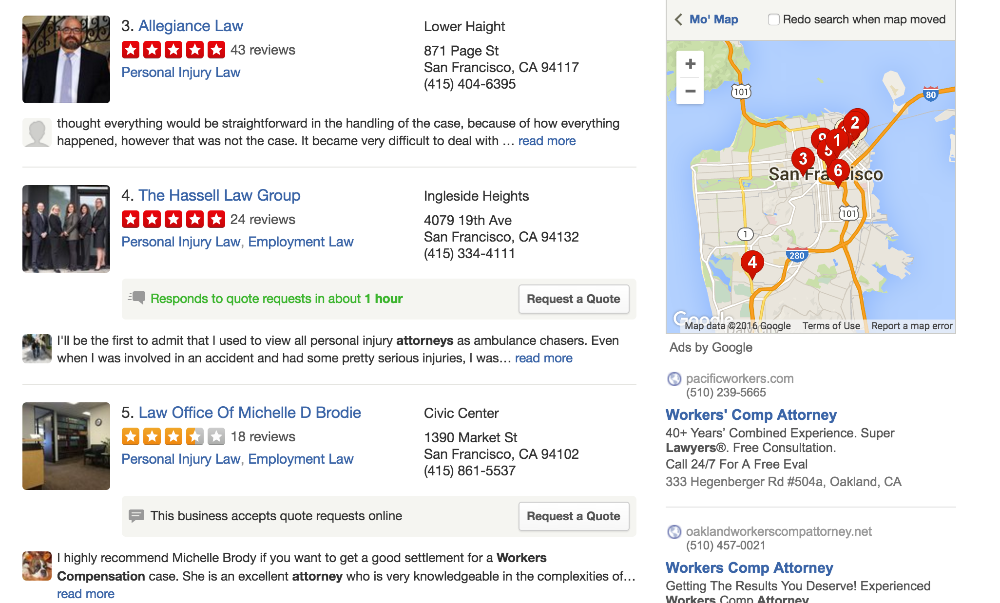 3. Allegiance Law
43 reviews
Personal Injury Law
Lower Haight
871 Page St
San Francisco, CA 94117
(415) 404-6395
thought everything would be straightforward in the handling of the case, because of how everything
happened, however that was not the case. It became very difficult to deal with … read more
4. The Hassell Law Group
24 reviews
Personal Injury Law, Employment Law
Ingleside Heights
4079 19th Ave
San Francisco, CA 94132
(415) 334-4111
Responds to quote requests in about 1 hour
Request a Quote
I'll be the first to admit that I used to view all personal injury attorneys as ambulance chasers. Even
when I was involved in an accident and had some pretty serious injuries, I was… read more
5. Law Office Of Michelle D Brodie
18 reviews
Personal Injury Law, Employment Law
Civic Center
1390 Market St
San Francisco, CA 94102
(415) 861-5537
This business accepts quote requests online
Request a Quote
I highly recommend Michelle Brody if you want to get a good settlement for a Workers
Compensation case. She is an excellent attorney who is very knowledgeable in the complexities of…
read more
Mo' Map
Redo search when map moved
+
−
101
80
2
9
1
5
3
6
San Francisco
101
1
280
4
Google
Daly City
Map data ©2016 Google
Terms of Use
Report a map error
Ads by Google
pacificworkers.com
(510) 239-5665
Workers' Comp Attorney
40+ Years’ Combined Experience. Super
Lawyers®. Free Consultation.
Call 24/7 For A Free Eval
333 Hegenberger Rd #504a, Oakland, CA
oaklandworkerscompattorney.net
(510) 457-0021
Workers Comp Attorney
Getting The Results You Deserve! Experienced
Workers Comp Attorney